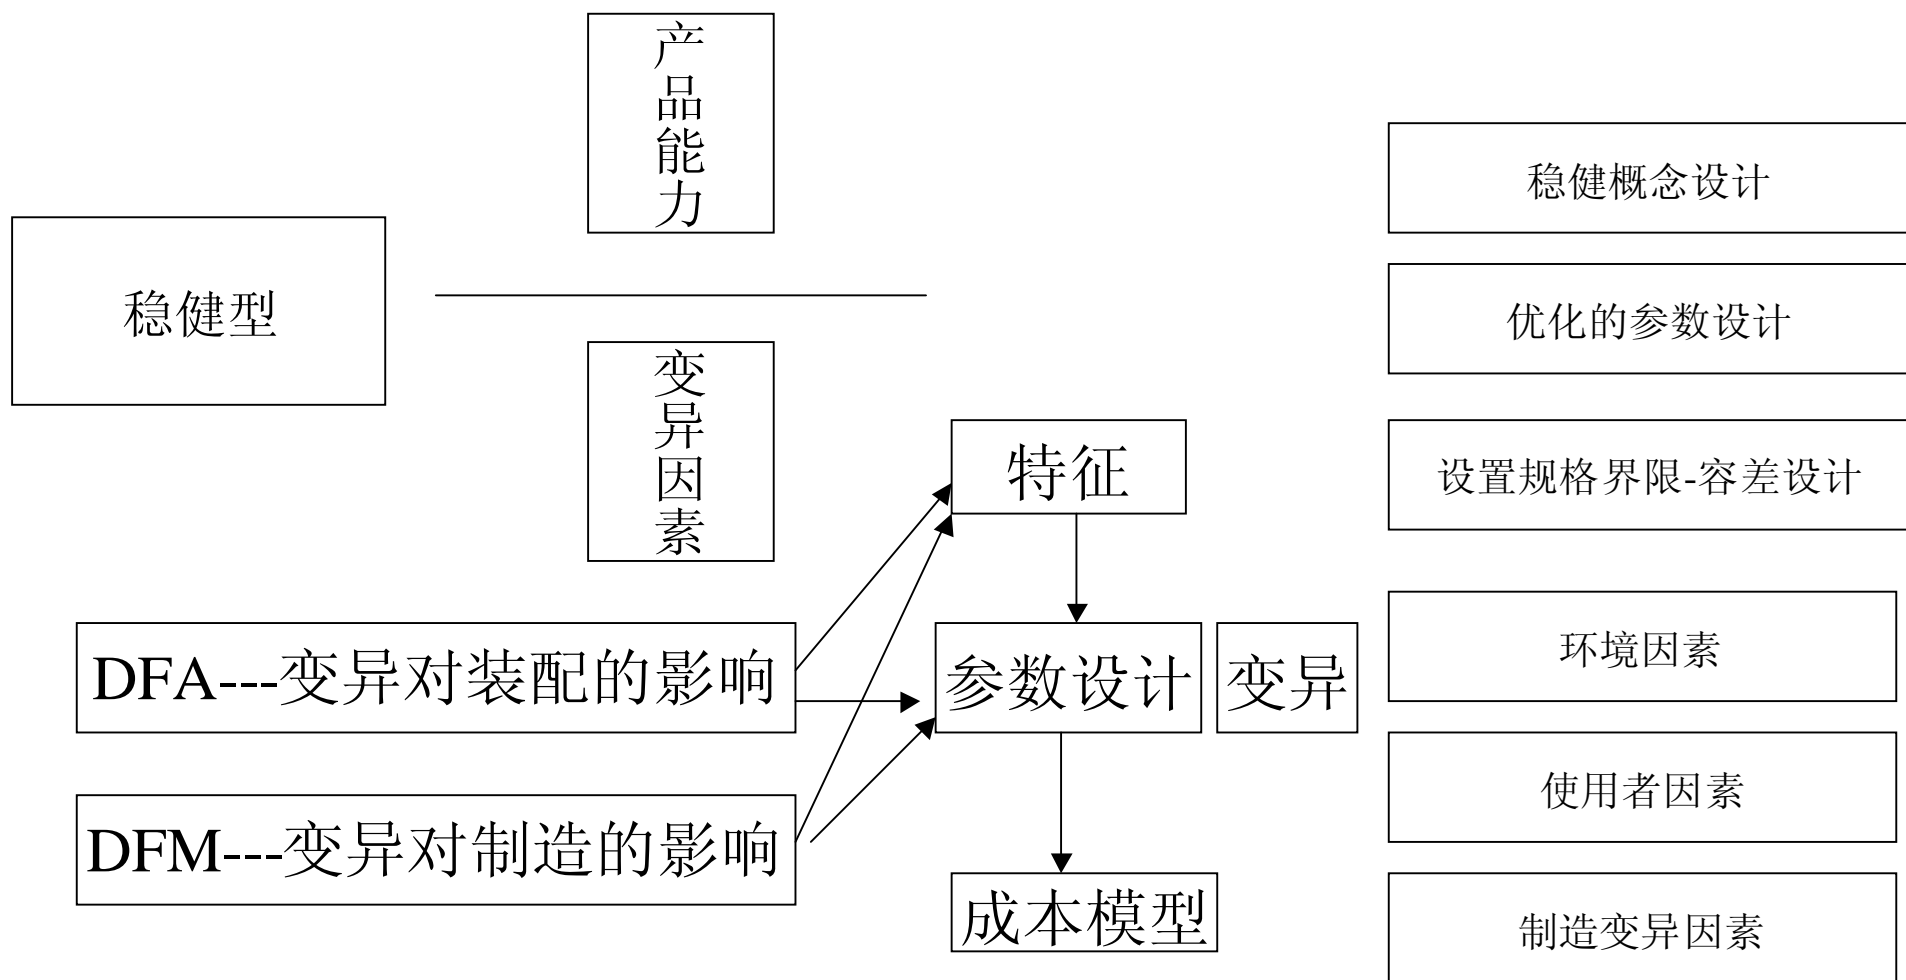 产品能力
稳健概念设计
稳健型
优化的参数设计
变异因素
特征
设置规格界限-容差设计
DFA---变异对装配的影响
参数设计
变异
环境因素
使用者因素
DFM---变异对制造的影响
成本模型
制造变异因素